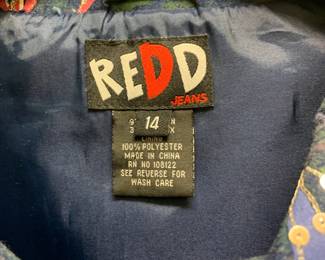 REDD
JEANS
14
LINING
100% POLYESTER
MADE IN CHINA
RN NO 108122
SEE REVERSE FOR
WASH CARE